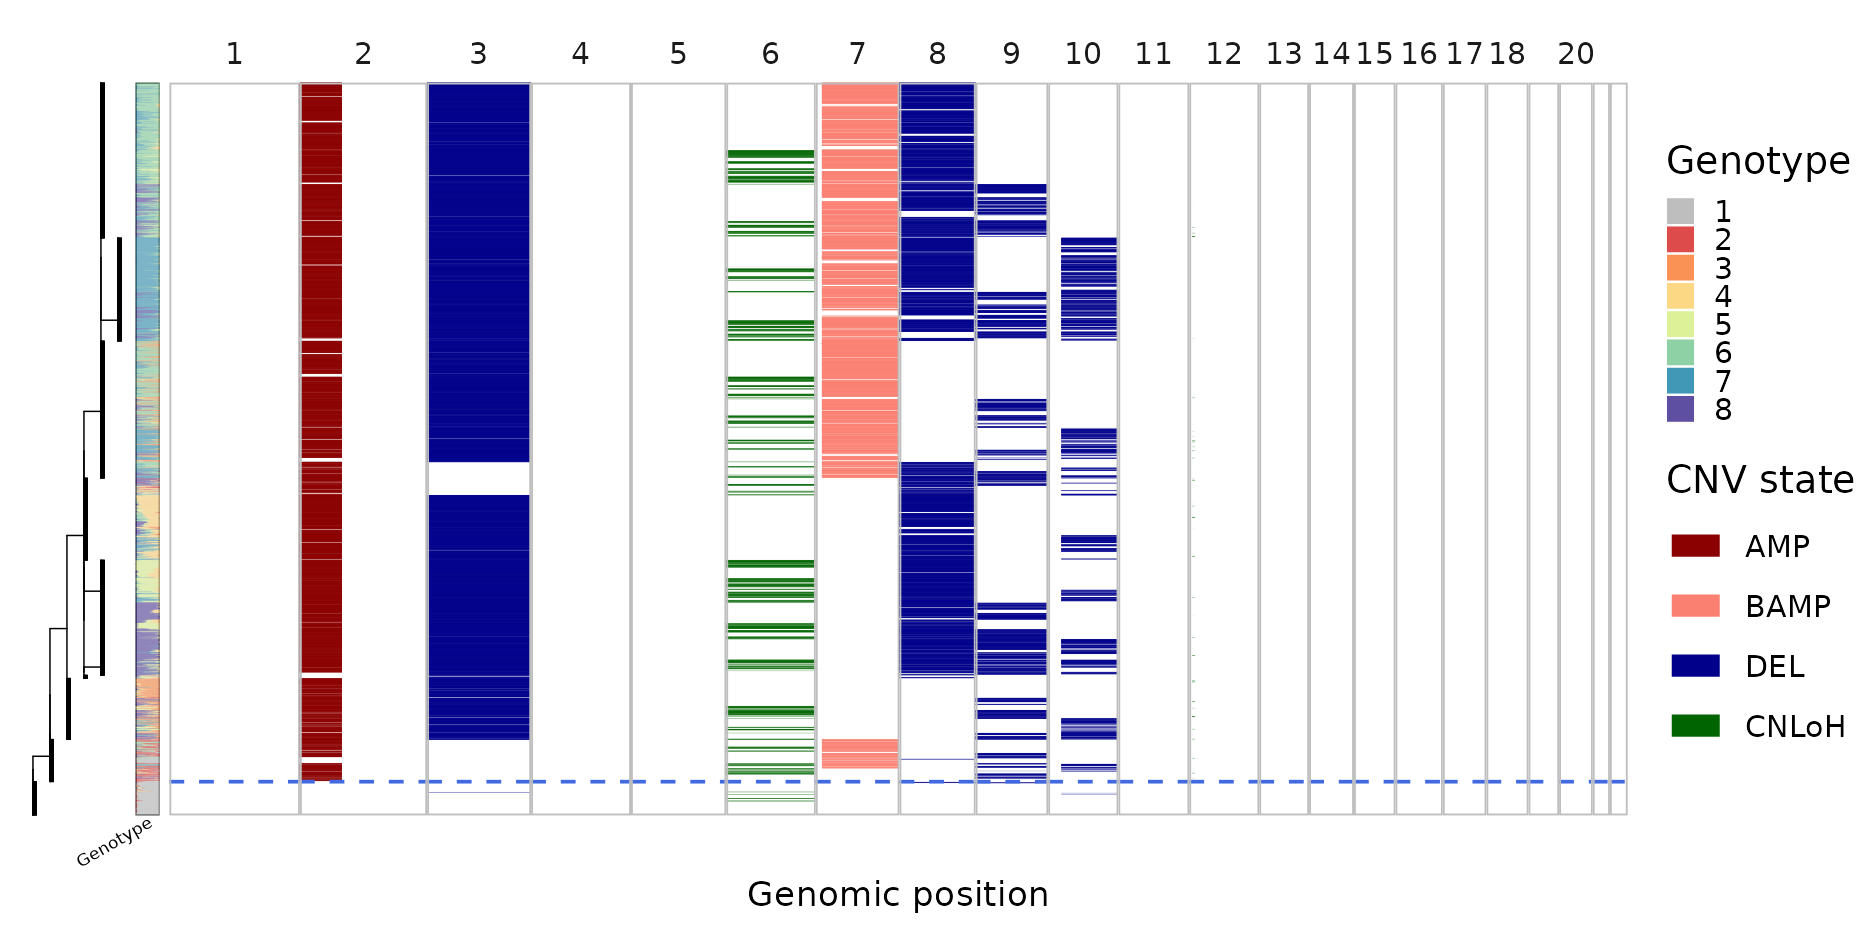 1 2 3 4 5 6 7 8 9 10 11 12 13 14 15 16 17 18 20
Genotype
1
2
3
4
5
6
7
8
CNV state
AMP
BAMP
DEL
CNLoH
Genotype
Genomic position